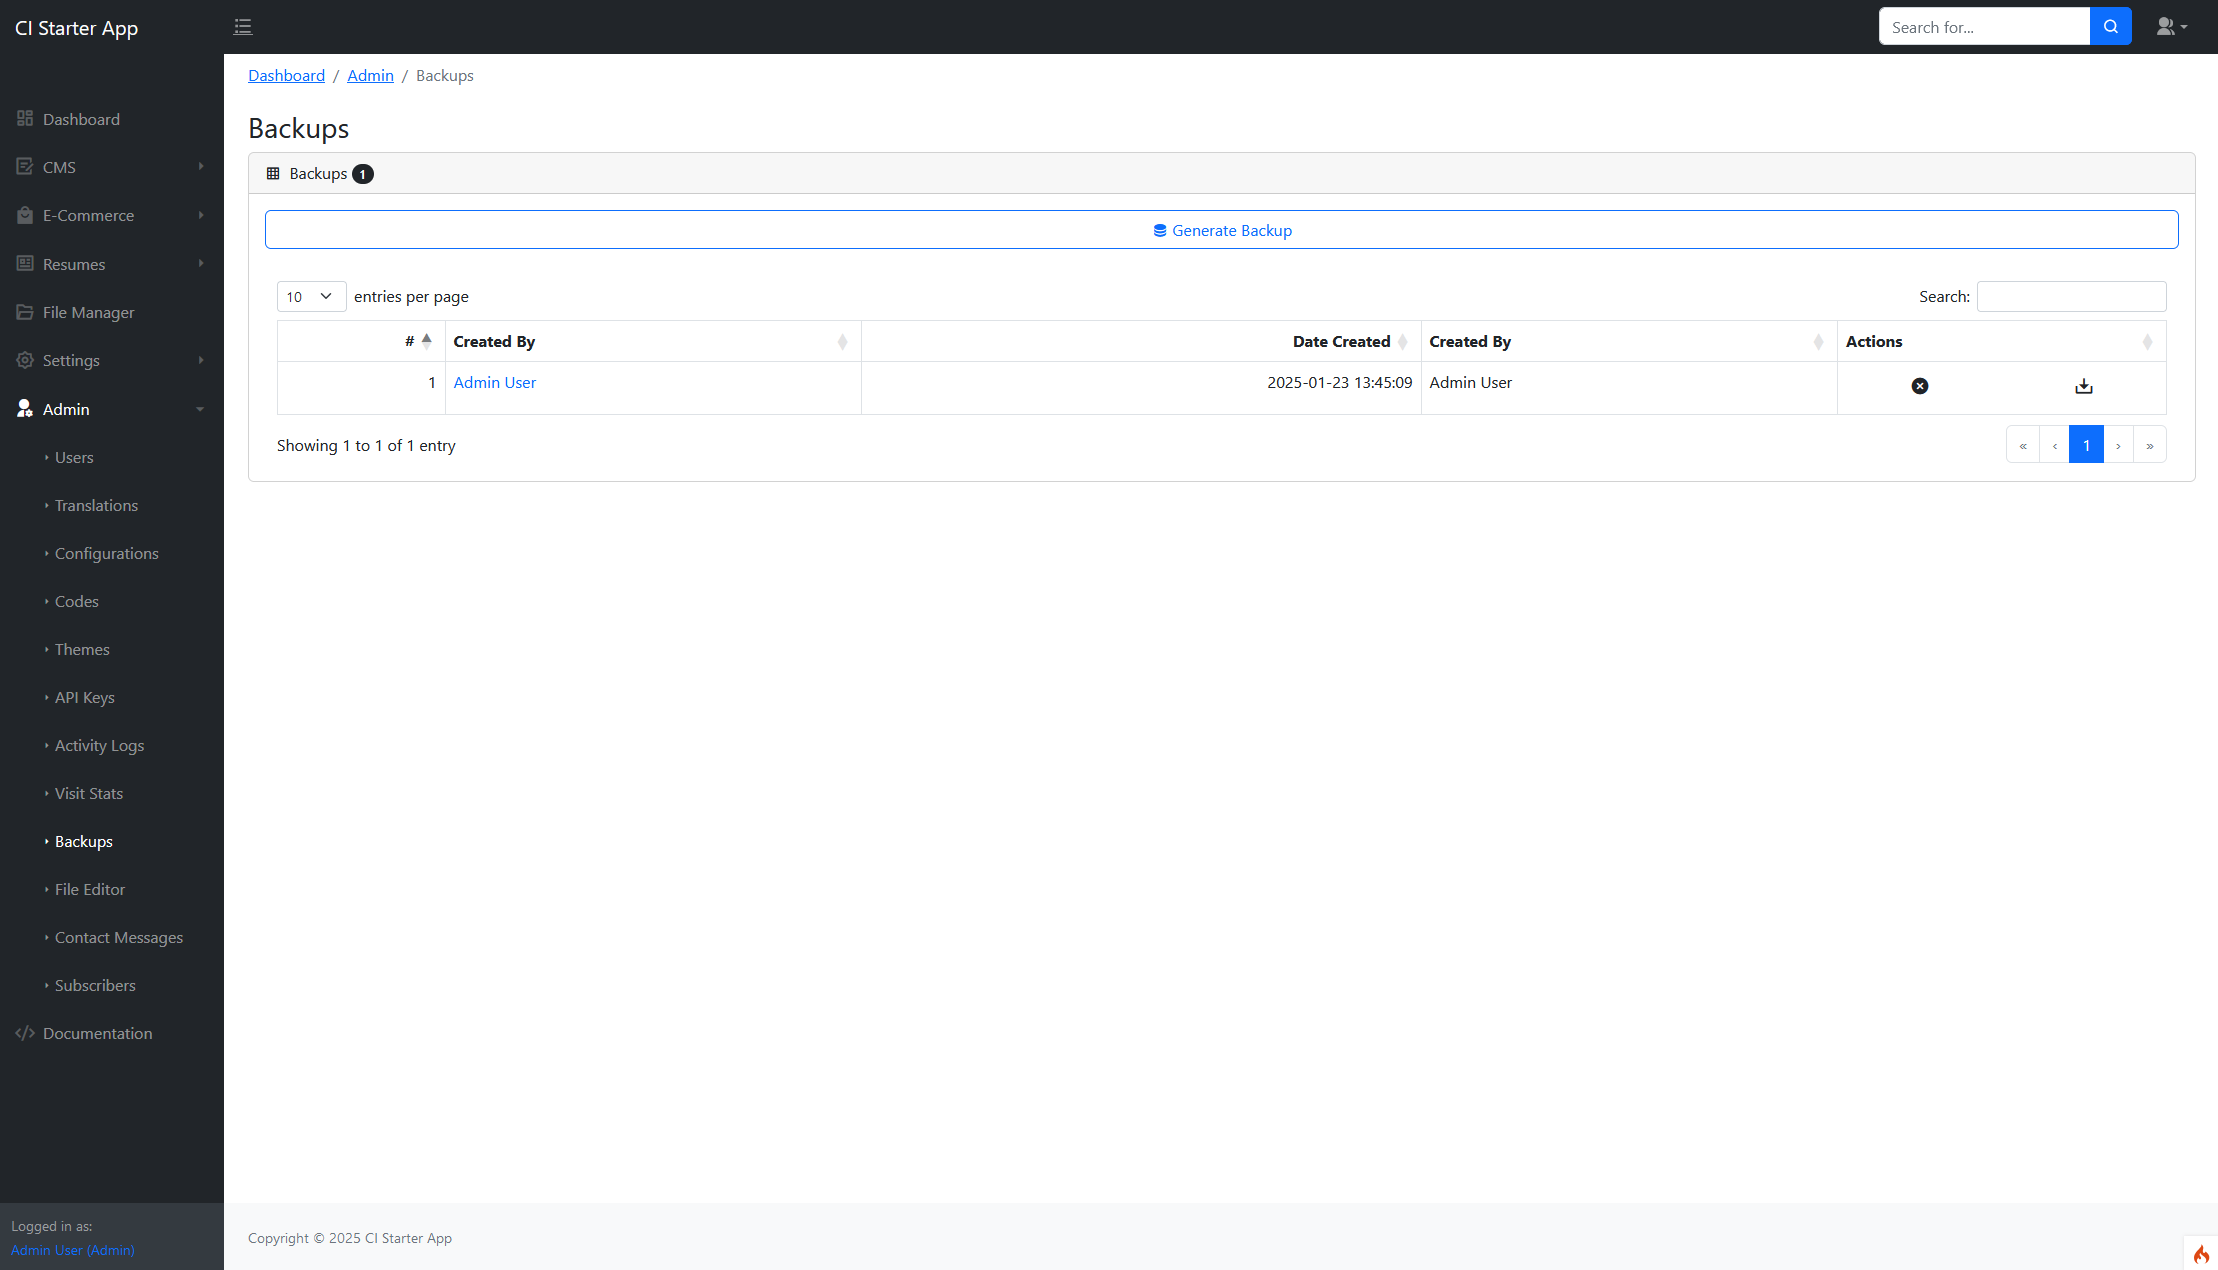 CI Starter App
Search for...
Dashboard
CMS
E-Commerce
Resumes
File Manager
Settings
Admin
Users
Translations
Configurations
Codes
Themes
API Keys
Activity Logs
Visit Stats
Backups
File Editor
Contact Messages
Subscribers
Documentation
Logged in as:
Admin User (Admin)
Dashboard / Admin / Backups
Backups
Backups 1
Generate Backup
10 entries per page
Search:
# Created By Date Created Created By Actions
1 Admin User 2025-01-23 13:45:09 Admin User
Showing 1 to 1 of 1 entry
« ‹ 1 › »
Copyright © 2025 CI Starter App